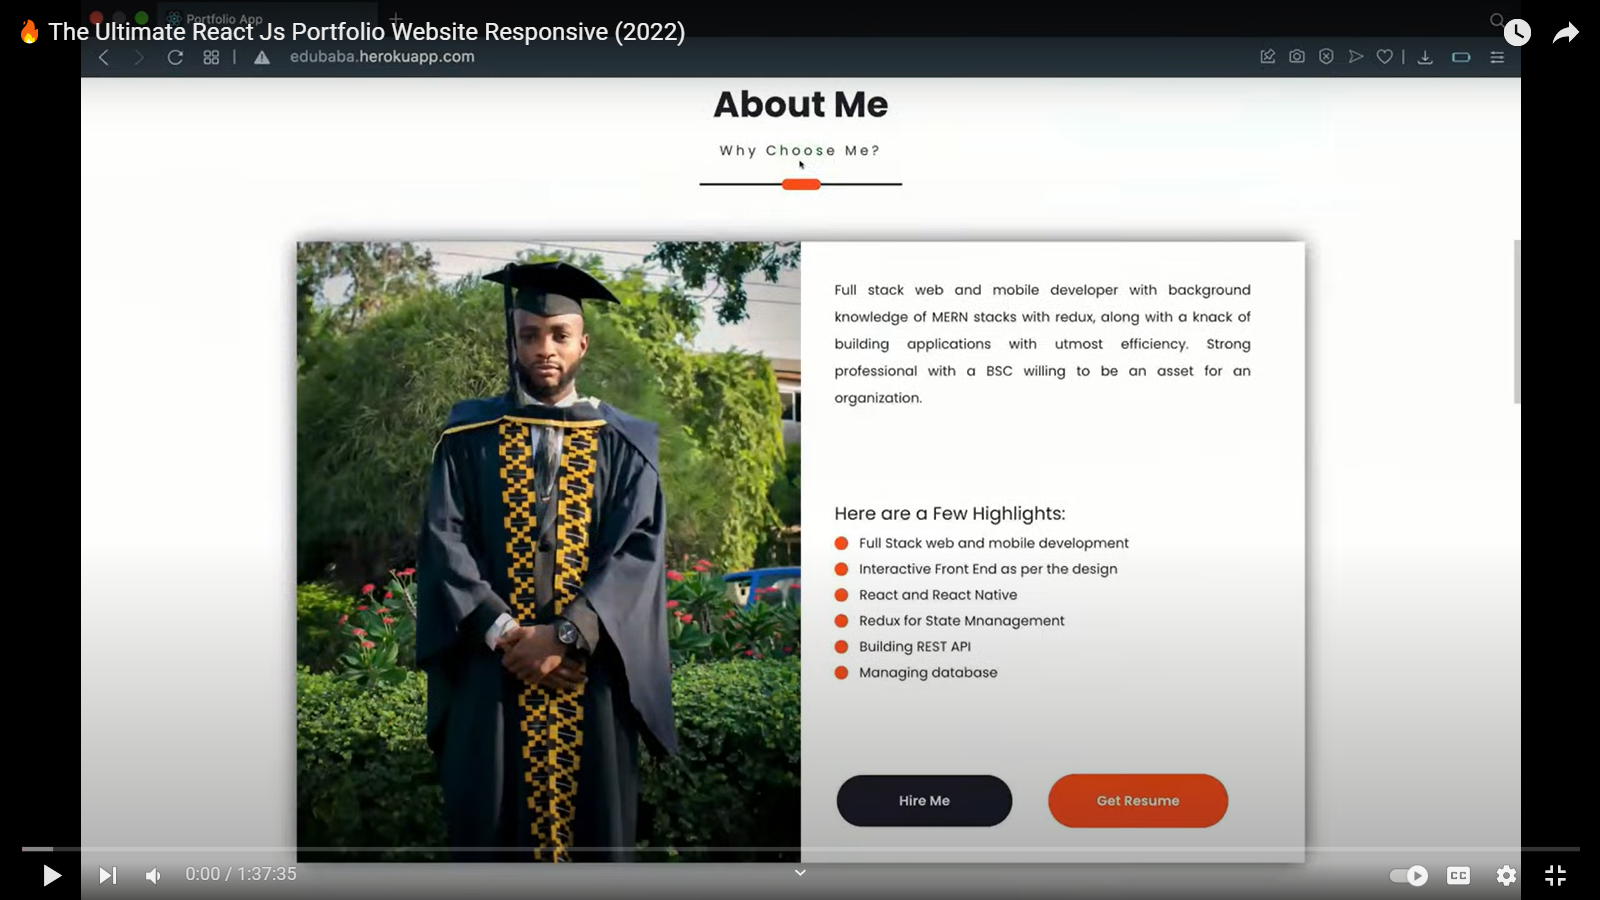 Portfolio App
🔥 The Ultimate React Js Portfolio Website Responsive (2022)
edubaba.herokuapp.com
About Me
Why Choose Me?
Full stack web and mobile developer with background
knowledge of MERN stacks with redux, along with a knack of
building applications with utmost efficiency. Strong
professional with a BSC willing to be an asset for an
organization.
Here are a Few Highlights:
Full Stack web and mobile development
Interactive Front End as per the design
React and React Native
Redux for State Mnanagement
Building REST API
Managing database
Hire Me
Get Resume
0:00 / 1:37:35
CC